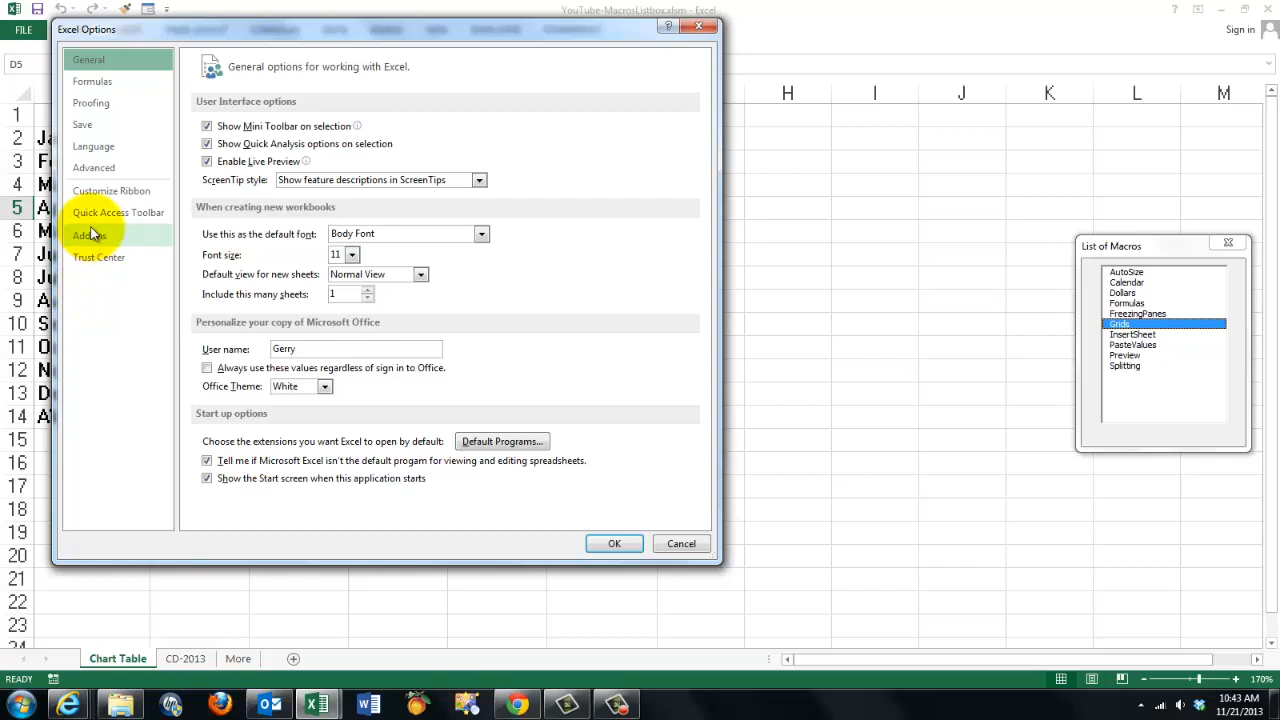 YouTube-MacrosListbox.xlsm - Excel
FILE
Sign in
Excel Options
D5
General
Formulas
Proofing
Save
Language
Advanced
Customize Ribbon
Quick Access Toolbar
Trust Center
General options for working with Excel.
User Interface options
Show Mini Toolbar on selection
Show Quick Analysis options on selection
Enable Live Preview
ScreenTip style: Show feature descriptions in ScreenTips
When creating new workbooks
Use this as the default font: Body Font
Font size: 11
Default view for new sheets: Normal View
Include this many sheets: 1
Personalize your copy of Microsoft Office
User name: Gerry
Always use these values regardless of sign in to Office.
Office Theme: White
Start up options
Choose the extensions you want Excel to open by default: Default Programs...
Tell me if Microsoft Excel isn't the default progam for viewing and editing spreadsheets.
Show the Start screen when this application starts
OK Cancel
H I J K L M
1
2 Ja
3 F
4 M
5 A
6 M
7 Ju
8 Ju
9 A
10 S
11 O
12 N
13 D
14 A
15
16
17
18
19
20
21
22
23
24
List of Macros
AutoSize
Calendar
Dollars
Formulas
FreezingPanes
Grids
InsertSheet
PasteValues
Preview
Splitting
Chart Table CD-2013 More
READY 170%
10:43 AM
11/21/2013